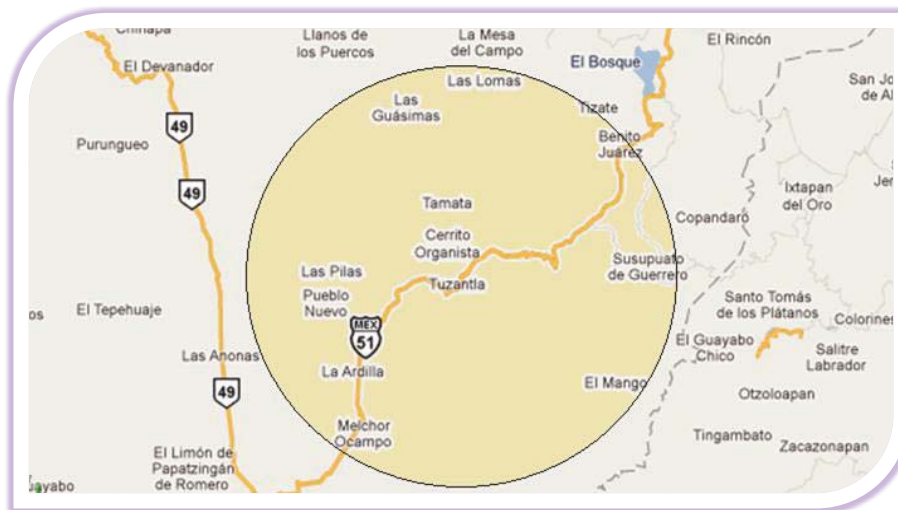 Chinapa
Llanos de
los Puercos
La Mesa
del Campo
El Rincón
El Devanador
El Bosque
Las Lomas
San Jo
de Al
Las
Guásimas
Tizate
49
Purungueo
Benito
Juárez
Jer
49
Ixtapan
del Oro
Tamata
Copandaro
Cerrito
Organista
Susupuato
de Guerrero
Las Pilas
Tuzantla
Pueblo
Nuevo
Santo Tomás
de los Plátanos
os
El Tepehuaje
Colorines
MEX
51
El Guayabo
Chico
Salitre
Labrador
Las Anonas
La Ardilla
El Mango
49
Otzoloapan
Melchor
Ocampo
Tingambato
Zacazonapan
El Limón de
Papatzingán
de Romero
uayabo